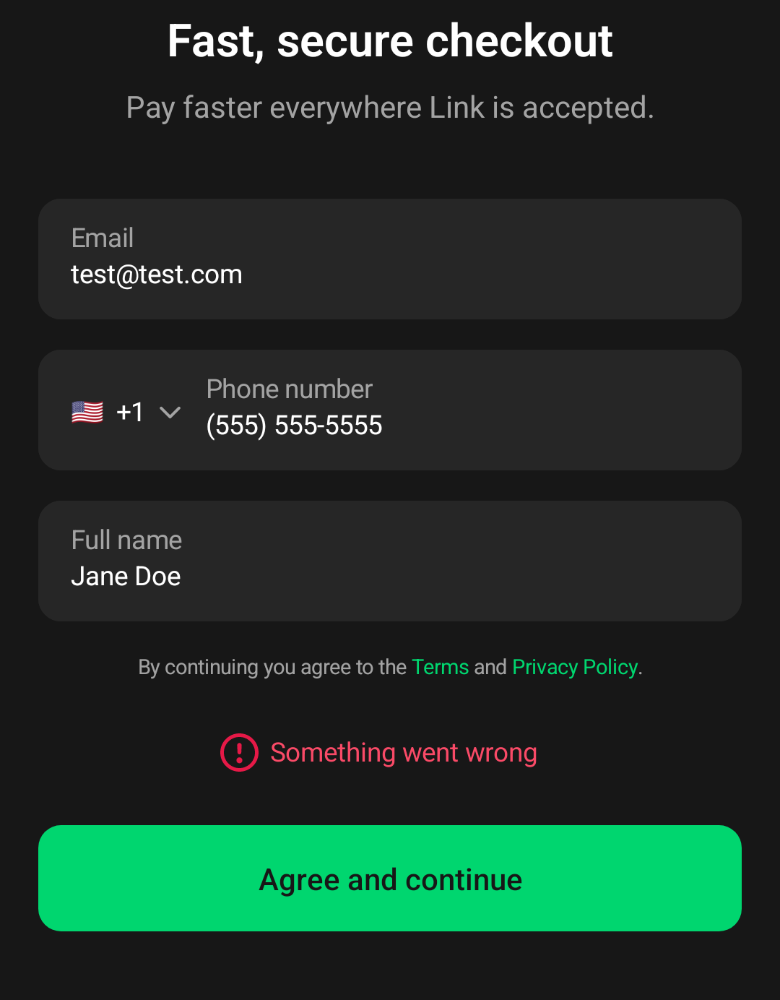 Fast, secure checkout
Pay faster everywhere Link is accepted.
Email
test@test.com
+1
Phone number
(555) 555-5555
Full name
Jane Doe
By continuing you agree to the Terms and Privacy Policy.
Something went wrong
Agree and continue